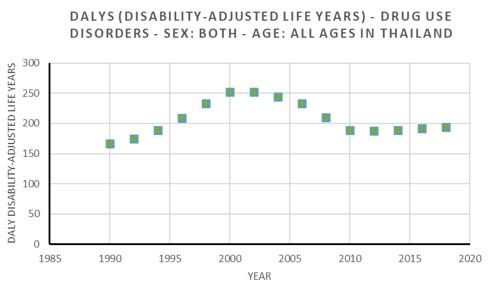 DALYS (DISABILITY-ADJUSTED LIFE YEARS) - DRUG USE
DISORDERS - SEX: BOTH - AGE: ALL AGES IN THAILAND
DALY DISABILITY-ADJUSTED LIFE YEARS
300
250
200
150
100
50
0
1985 1990 1995 2000 2005 2010 2015 2020
YEAR